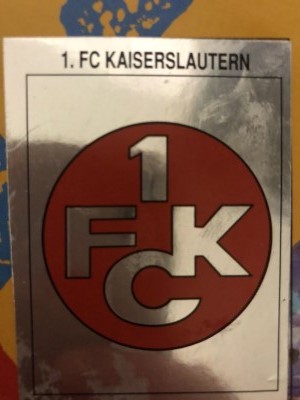 1. FC KAISERSLAUTERN
1
F K
C